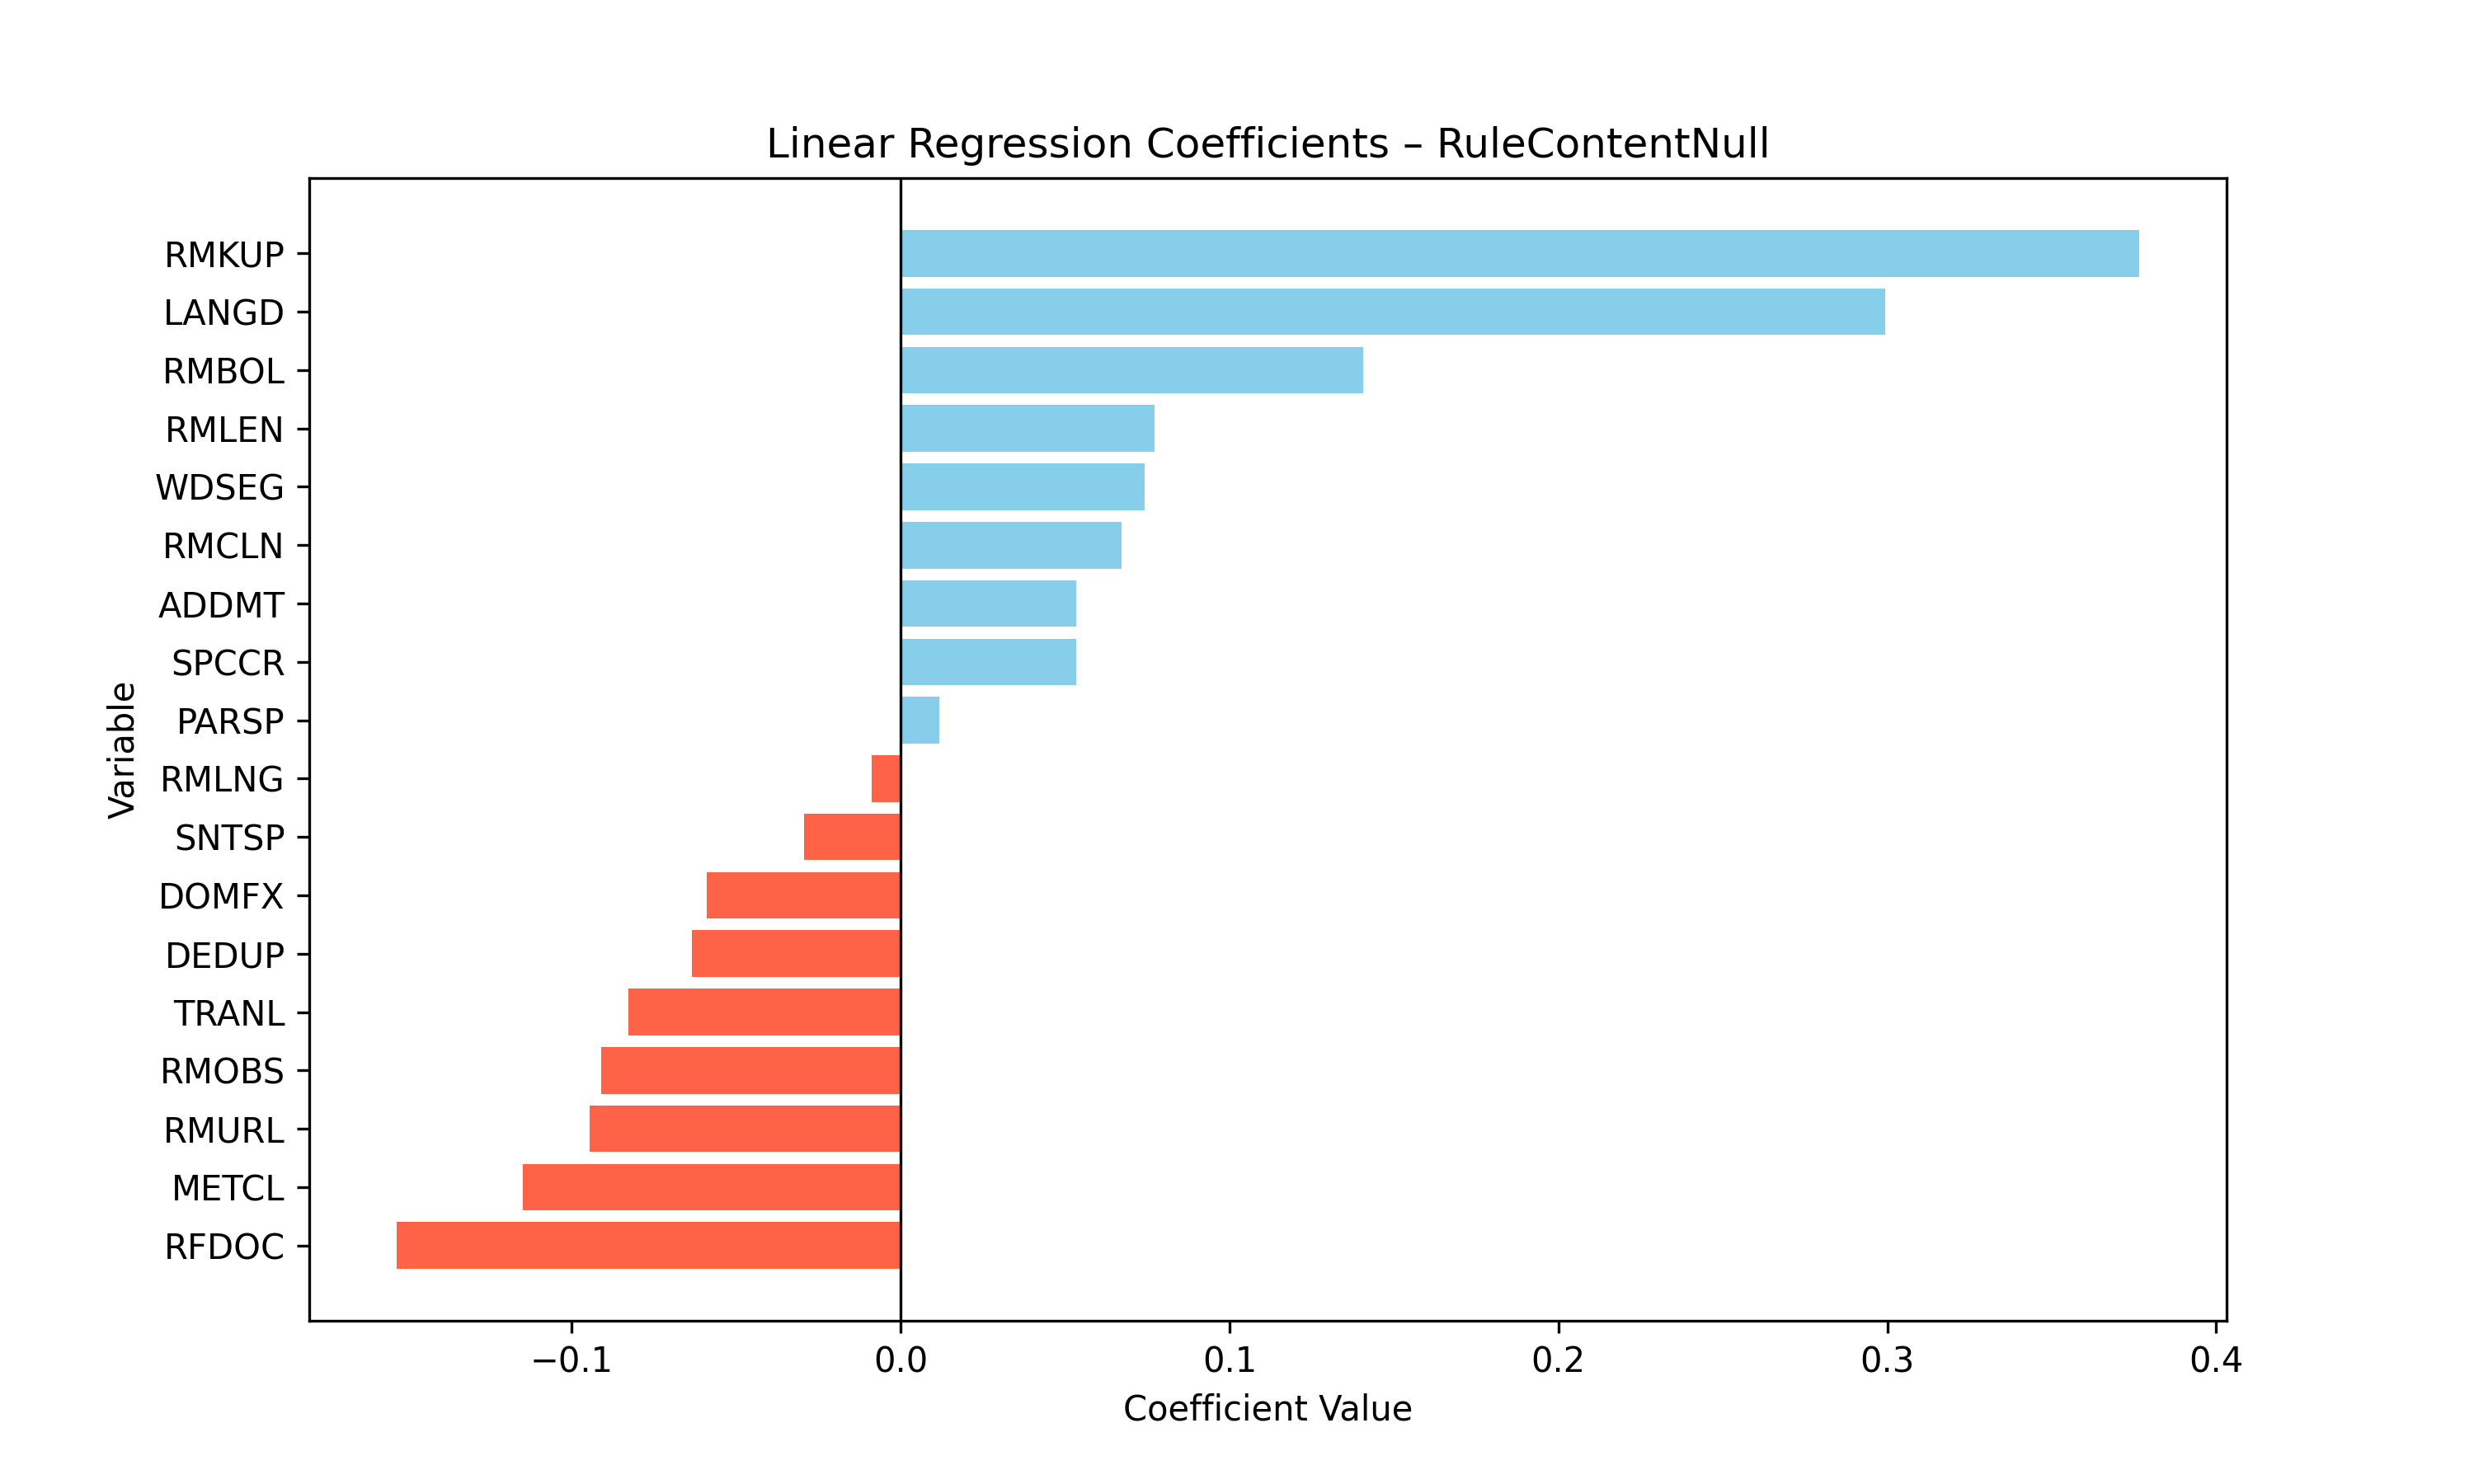 Linear Regression Coefficients – RuleContentNull
Variable
RMKUP
LANGD
RMBOL
RMLEN
WDSEG
RMCLN
ADDMT
SPCCR
PARSP
RMLNG
SNTSP
DOMFX
DEDUP
TRANL
RMOBS
RMURL
METCL
RFDOC
−0.1 0.0 0.1 0.2 0.3 0.4
Coefficient Value